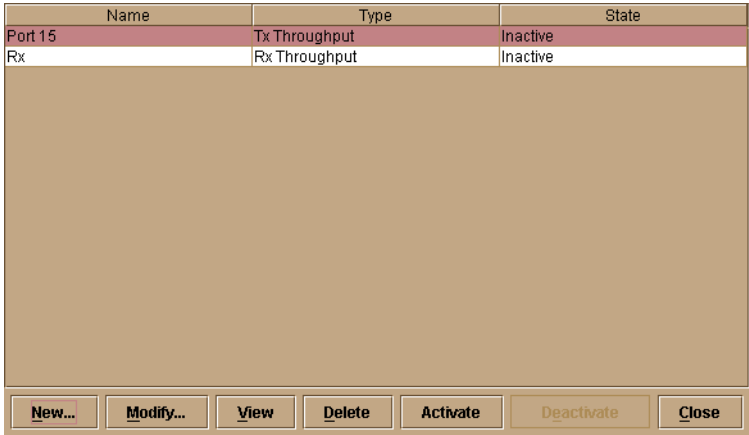 Name Type State
Port 15 Tx Throughput Inactive
Rx Rx Throughput Inactive
New... Modify... View Delete Activate Deactivate Close